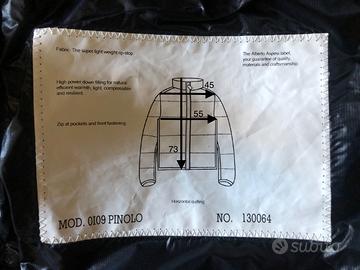 Fabric: The super light weight rip-stop
The Alberto Aspesi label,
your guarantee of quality,
materials and craftsmanship.
High power down filling for natural
efficient warmth, light, compressible
and resilient.
Zip at pockets and front fastening.
45
55
73
Horizontal quilting
MOD. 0I09 PINOLO
NO. 130064
subito